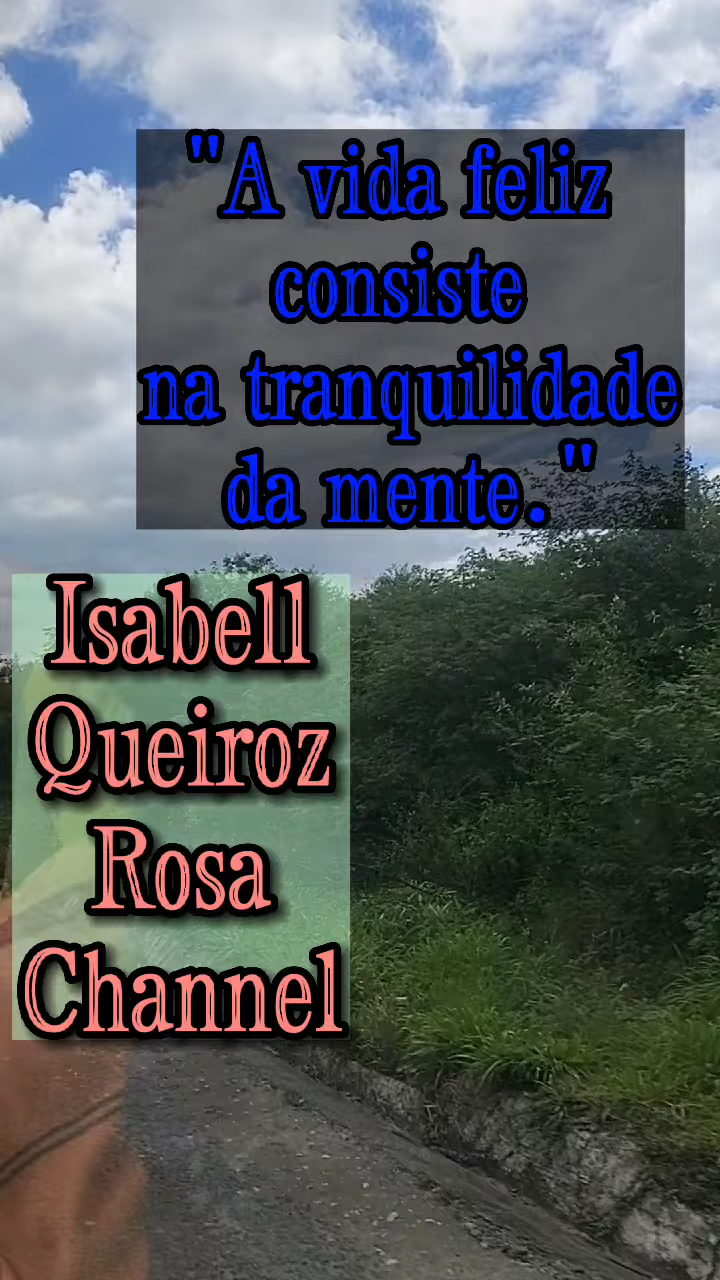 "A vida feliz
consiste
na tranquilidade
da mente."
Isabell
Queiroz
Rosa
Channel